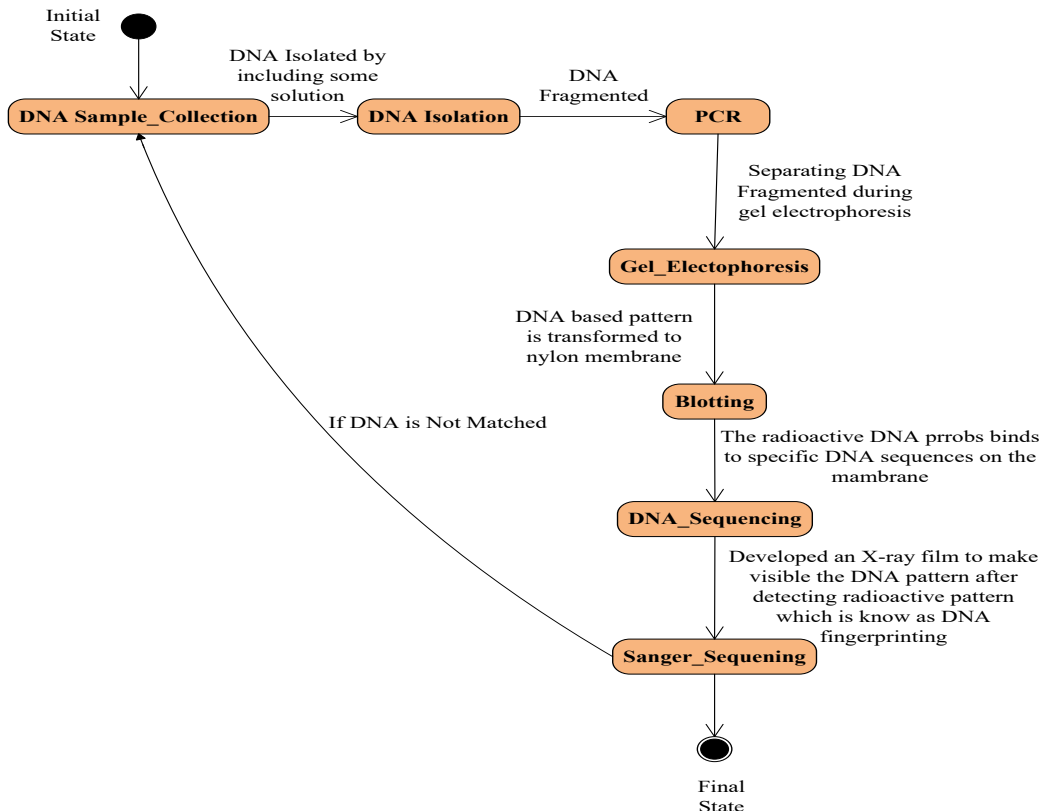 Initial
State
DNA Isolated by
including some
solution
DNA
Fragmented
DNA Sample_Collection
DNA Isolation
PCR
Separating DNA
Fragmented during
gel electrophoresis
Gel_Electophoresis
DNA based pattern
is transformed to
nylon membrane
Blotting
If DNA is Not Matched
The radioactive DNA prrobs binds
to specific DNA sequences on the
mambrane
DNA_Sequencing
Developed an X-ray film to make
visible the DNA pattern after
detecting radioactive pattern
which is know as DNA
fingerprinting
Sanger_Sequening
Final
State